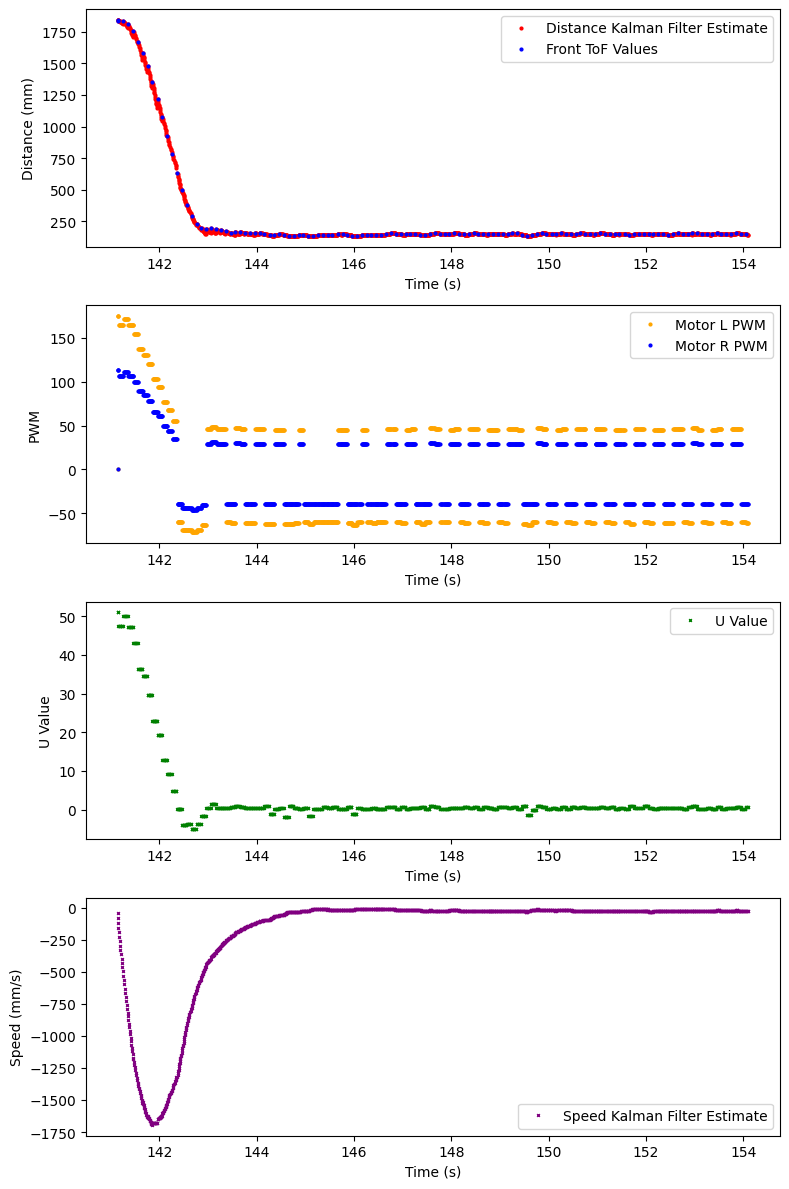 Distance (mm)
1750
1500
1250
1000
750
500
250
Distance Kalman Filter Estimate
Front ToF Values
142 144 146 148 150 152 154
Time (s)
PWM
150
100
50
0
−50
Motor L PWM
Motor R PWM
142 144 146 148 150 152 154
Time (s)
U Value
50
40
30
20
10
0
U Value
142 144 146 148 150 152 154
Time (s)
Speed (mm/s)
0
−250
−500
−750
−1000
−1250
−1500
−1750
Speed Kalman Filter Estimate
142 144 146 148 150 152 154
Time (s)